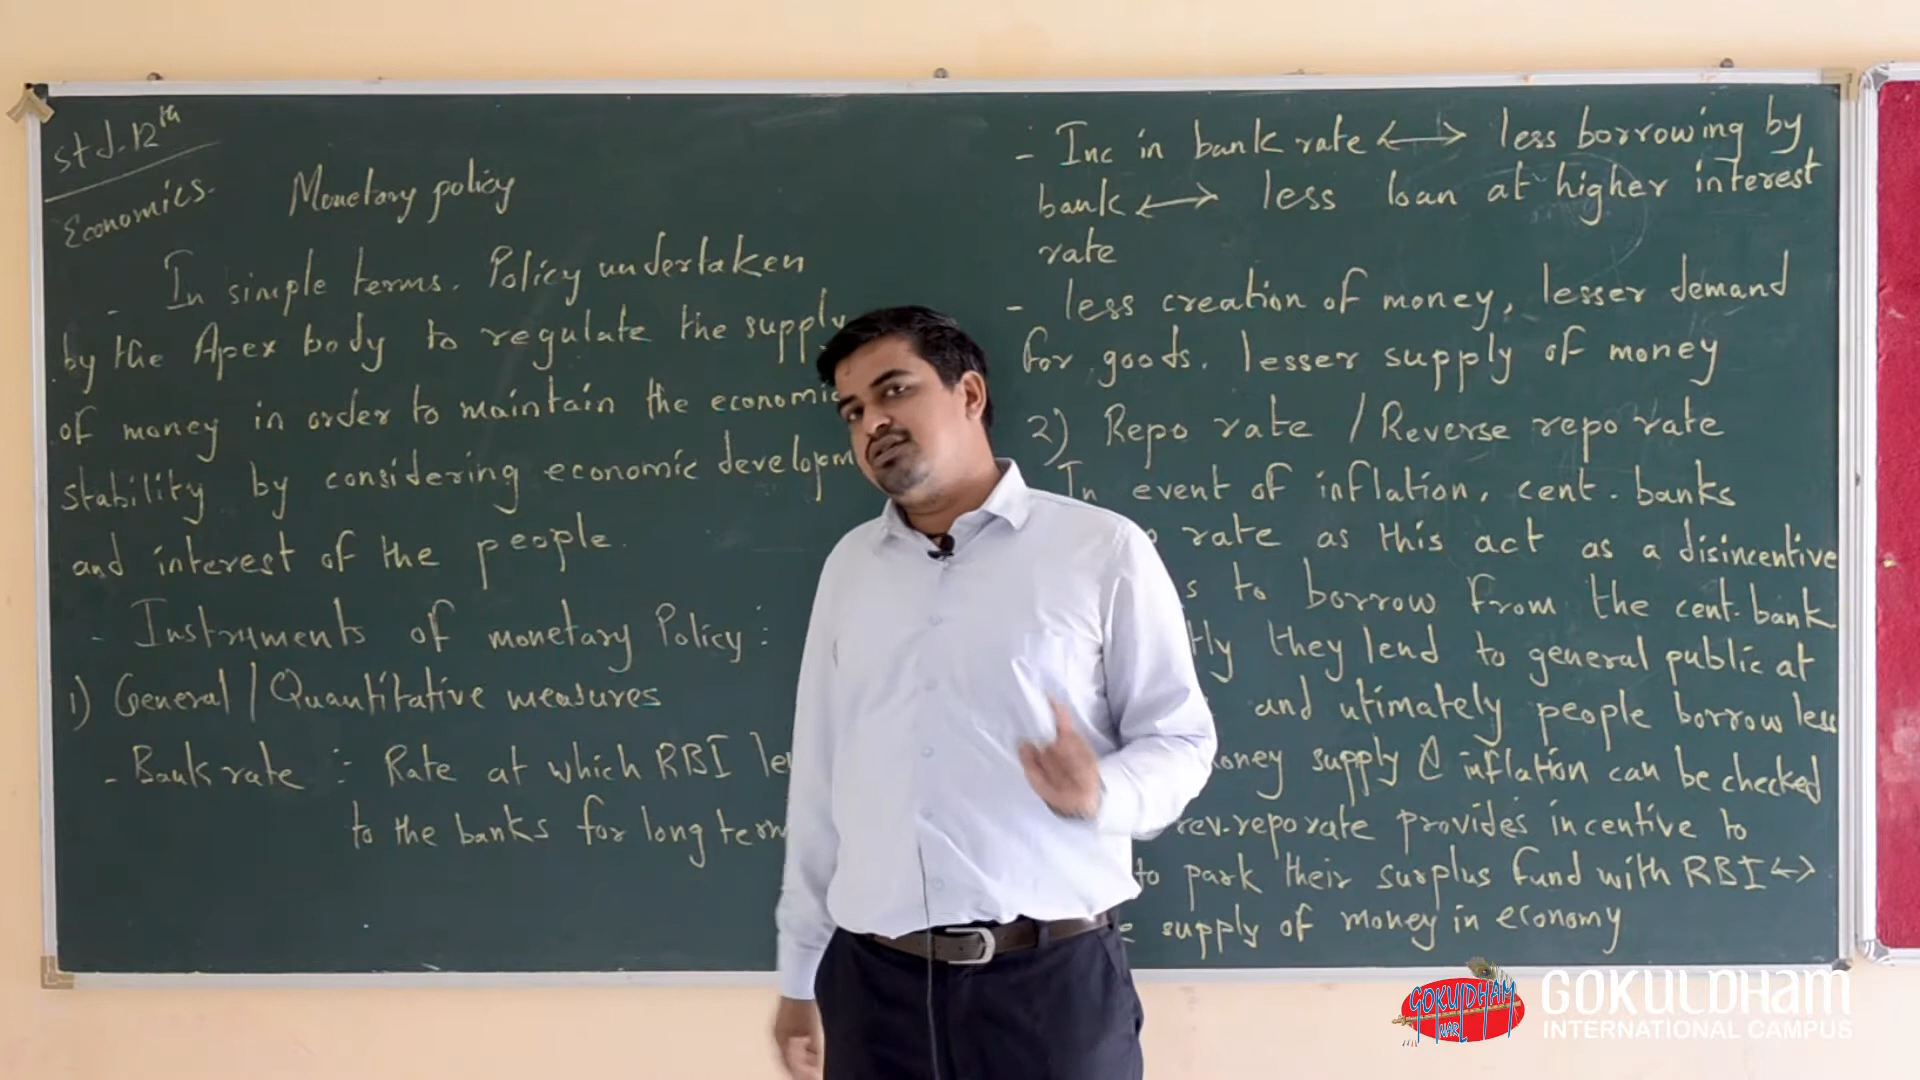 Std. 12th
Economics.
Monetary policy
- In simple terms. Policy undertaken
by the Apex body to regulate the supply
of money in order to maintain the economic
stability by considering economic
and interest of the people.
- Instruments of monetary Policy :
1) General / Quantitative measures
- Bank rate : Rate at which RBI
to the banks for long term
- Inc in bank rate ↔ less borrowing by
bank ↔ less loan at higher interest
rate
- less creation of money, lesser demand
for goods. lesser supply of money
2) Repo rate / Reverse repo rate
In event of inflation, cent. banks
rate as this act as a disincentive
to borrow from the cent. bank
they lend to general public at
and utimately people borrow less
supply & inflation can be checked
rev. repo rate provides incentive to
to park their surplus fund with RBI ↔
supply of money in economy
GOKULDHAM
NAR
GOKULDHAM
INTERNATIONAL CAMPUS